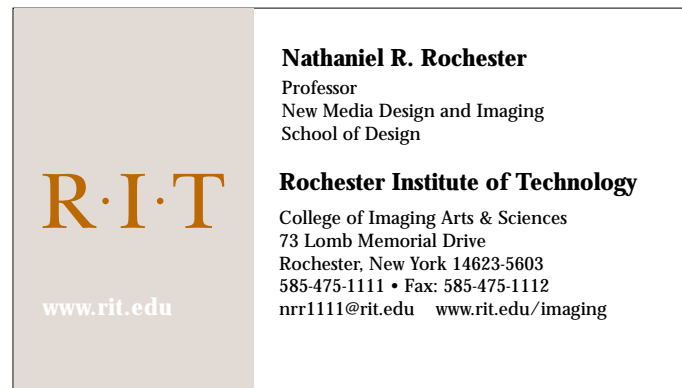 R·I·T
www.rit.edu
Nathaniel R. Rochester
Professor
New Media Design and Imaging
School of Design
Rochester Institute of Technology
College of Imaging Arts & Sciences
73 Lomb Memorial Drive
Rochester, New York 14623-5603
585-475-1111 • Fax: 585-475-1112
nrr1111@rit.edu www.rit.edu/imaging